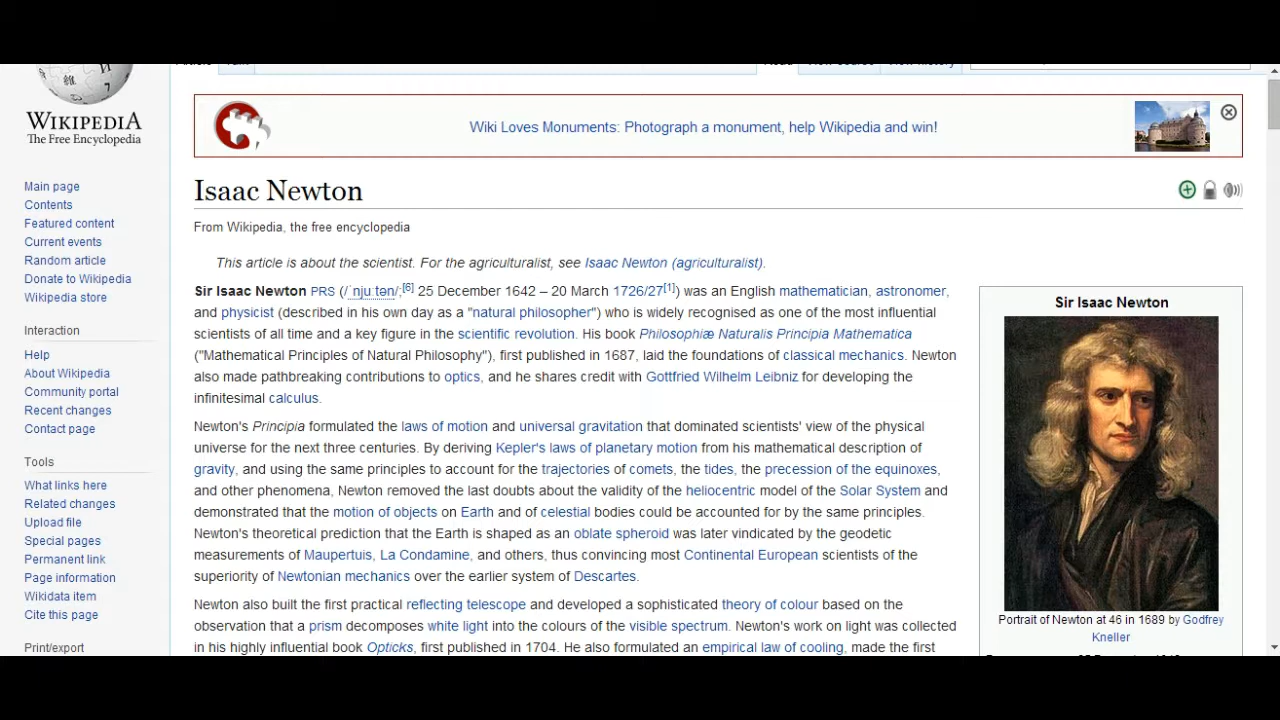 WIKIPEDIA
The Free Encyclopedia
Main page
Contents
Featured content
Current events
Random article
Donate to Wikipedia
Wikipedia store
Interaction
Help
About Wikipedia
Community portal
Recent changes
Contact page
Tools
What links here
Related changes
Upload file
Special pages
Permanent link
Page information
Wikidata item
Cite this page
Print/export
Wiki Loves Monuments: Photograph a monument, help Wikipedia and win!
Isaac Newton
From Wikipedia, the free encyclopedia
This article is about the scientist. For the agriculturalist, see Isaac Newton (agriculturalist).
Sir Isaac Newton PRS (/ˈnjuːtən/;[6] 25 December 1642 – 20 March 1726/27[1]) was an English mathematician, astronomer,
and physicist (described in his own day as a "natural philosopher") who is widely recognised as one of the most influential
scientists of all time and a key figure in the scientific revolution. His book Philosophiæ Naturalis Principia Mathematica
("Mathematical Principles of Natural Philosophy"), first published in 1687, laid the foundations of classical mechanics. Newton
also made pathbreaking contributions to optics, and he shares credit with Gottfried Wilhelm Leibniz for developing the
infinitesimal calculus.
Newton's Principia formulated the laws of motion and universal gravitation that dominated scientists' view of the physical
universe for the next three centuries. By deriving Kepler's laws of planetary motion from his mathematical description of
gravity, and using the same principles to account for the trajectories of comets, the tides, the precession of the equinoxes,
and other phenomena, Newton removed the last doubts about the validity of the heliocentric model of the Solar System and
demonstrated that the motion of objects on Earth and of celestial bodies could be accounted for by the same principles.
Newton's theoretical prediction that the Earth is shaped as an oblate spheroid was later vindicated by the geodetic
measurements of Maupertuis, La Condamine, and others, thus convincing most Continental European scientists of the
superiority of Newtonian mechanics over the earlier system of Descartes.
Newton also built the first practical reflecting telescope and developed a sophisticated theory of colour based on the
observation that a prism decomposes white light into the colours of the visible spectrum. Newton's work on light was collected
in his highly influential book Opticks, first published in 1704. He also formulated an empirical law of cooling, made the first
Sir Isaac Newton
Portrait of Newton at 46 in 1689 by Godfrey
Kneller